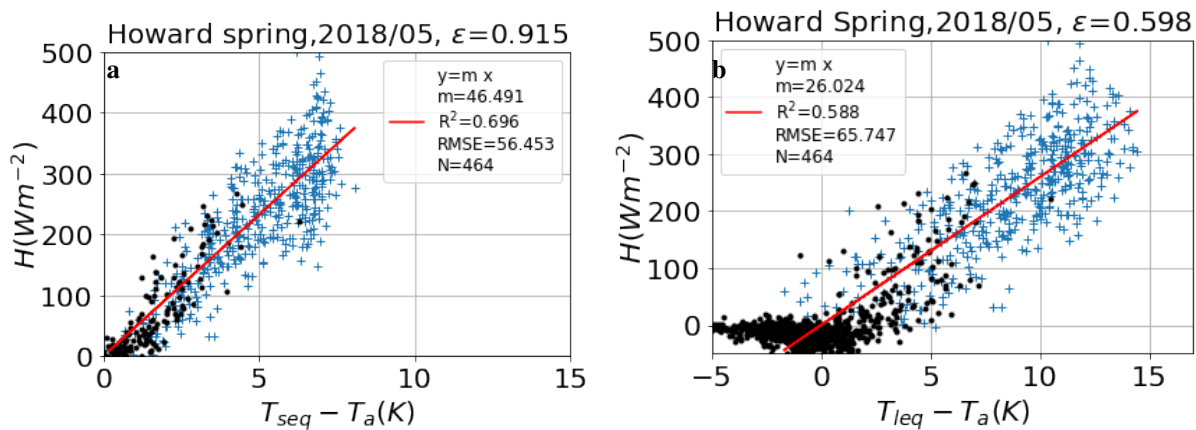 Howard spring,2018/05, ε=0.915
a
y=m x
m=46.491
R²=0.696
RMSE=56.453
N=464
500
400
300
200
100
0
H(Wm⁻²)
0 5 10 15
T_seq − T_a(K)
Howard Spring,2018/05, ε=0.598
b
y=m x
m=26.024
R²=0.588
RMSE=65.747
N=464
500
400
300
200
100
0
H(Wm⁻²)
−5 0 5 10 15
T_leq − T_a(K)